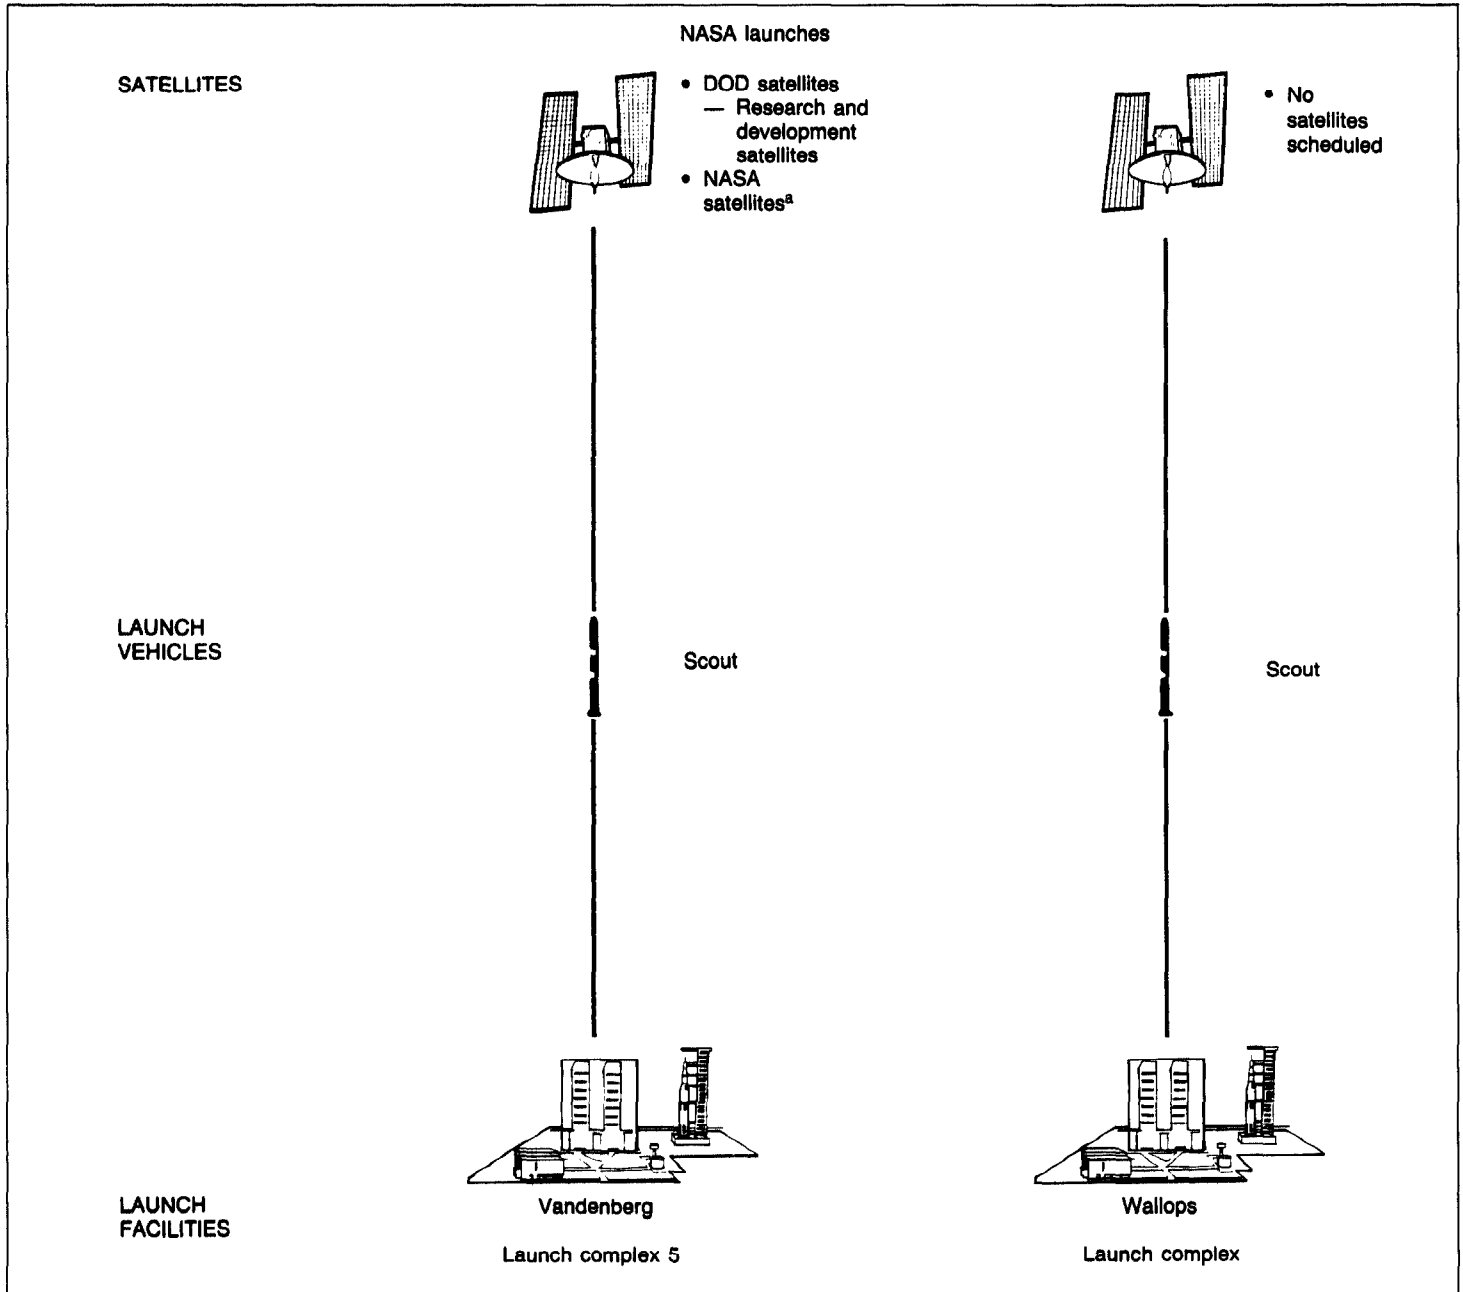 NASA launches
SATELLITES
• DOD satellites
— Research and
development
satellites
• NASA
satellitesª
• No
satellites
scheduled
LAUNCH
VEHICLES
Scout
Scout
LAUNCH
FACILITIES
Vandenberg
Launch complex 5
Wallops
Launch complex